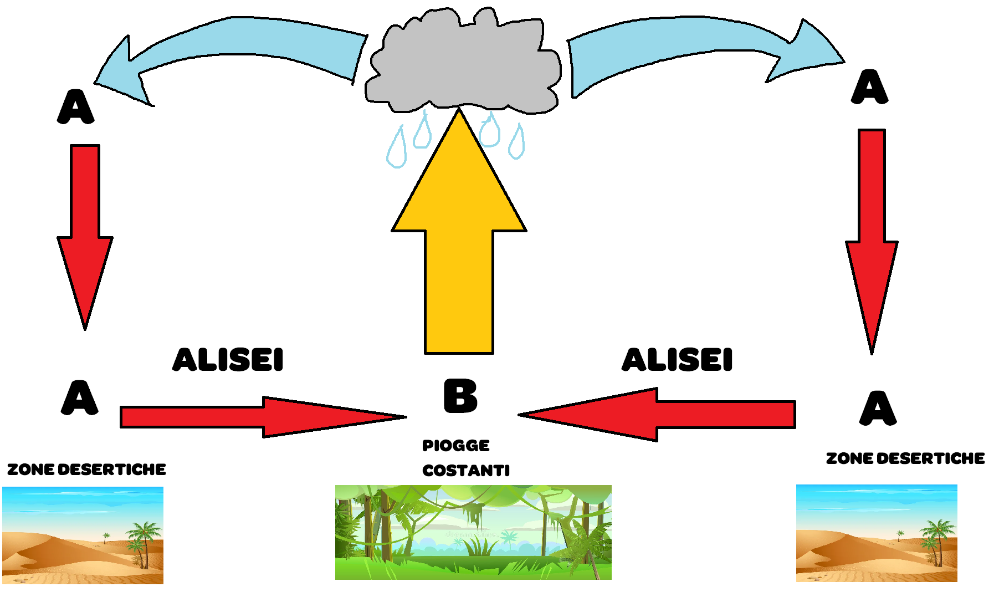 A
A
ALISEI
ALISEI
A
B
A
PIOGGE
COSTANTI
ZONE DESERTICHE
ZONE DESERTICHE